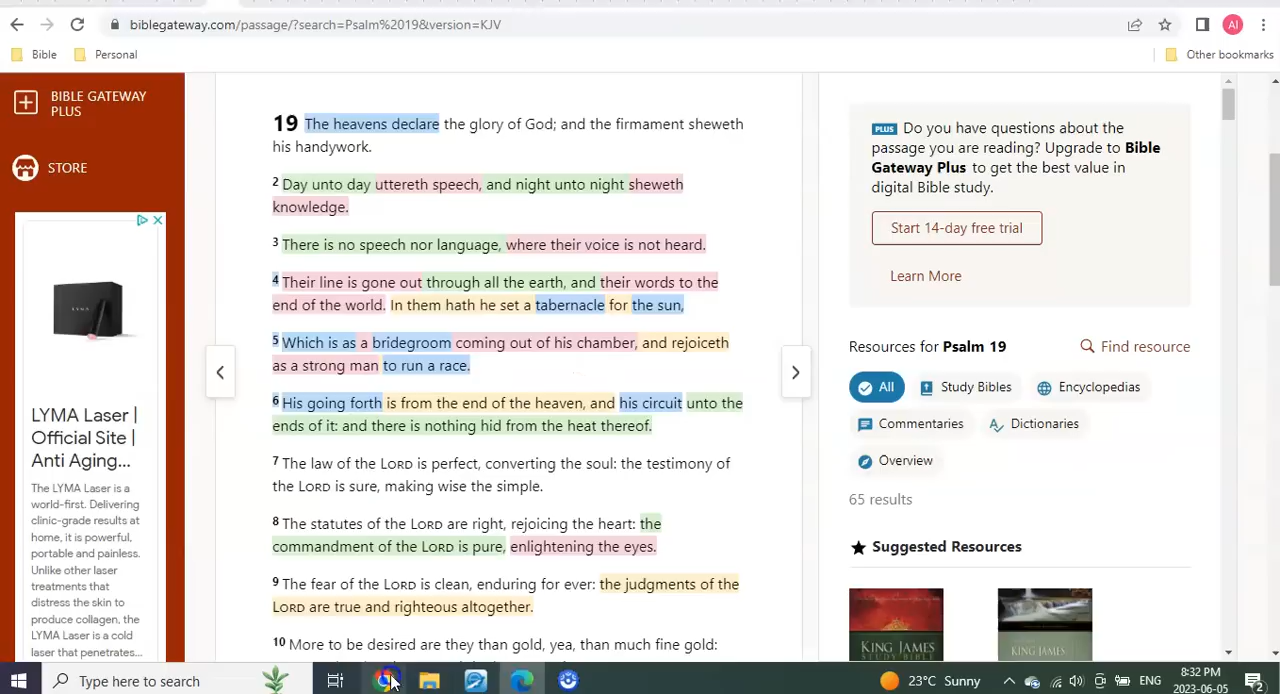 biblegateway.com/passage/?search=Psalm%2019&version=KJV
AI
Bible
Personal
Other bookmarks
BIBLE GATEWAY
PLUS
STORE
LYMA
LYMA Laser |
Official Site |
Anti Aging...
The LYMA Laser is a
world-first. Delivering
clinic-grade results at
home, it is powerful,
portable and painless.
Unlike other laser
treatments that
distress the skin to
produce collagen, the
LYMA Laser is a cold
laser that penetrates...
19 The heavens declare the glory of God; and the firmament sheweth
his handywork.
2 Day unto day uttereth speech, and night unto night sheweth
knowledge.
3 There is no speech nor language, where their voice is not heard.
4 Their line is gone out through all the earth, and their words to the
end of the world. In them hath he set a tabernacle for the sun,
5 Which is as a bridegroom coming out of his chamber, and rejoiceth
as a strong man to run a race.
6 His going forth is from the end of the heaven, and his circuit unto the
ends of it: and there is nothing hid from the heat thereof.
7 The law of the LORD is perfect, converting the soul: the testimony of
the LORD is sure, making wise the simple.
8 The statutes of the LORD are right, rejoicing the heart: the
commandment of the LORD is pure, enlightening the eyes.
9 The fear of the LORD is clean, enduring for ever: the judgments of the
LORD are true and righteous altogether.
10 More to be desired are they than gold, yea, than much fine gold:
PLUS Do you have questions about the
passage you are reading? Upgrade to Bible
Gateway Plus to get the best value in
digital Bible study.
Start 14-day free trial
Learn More
Resources for Psalm 19
Find resource
All
Study Bibles
Encyclopedias
Commentaries
Dictionaries
Overview
65 results
Suggested Resources
KING JAMES
STUDY BIBLE
KING JAMES
Type here to search
23°C Sunny
ENG
8:32 PM
2023-06-05
2